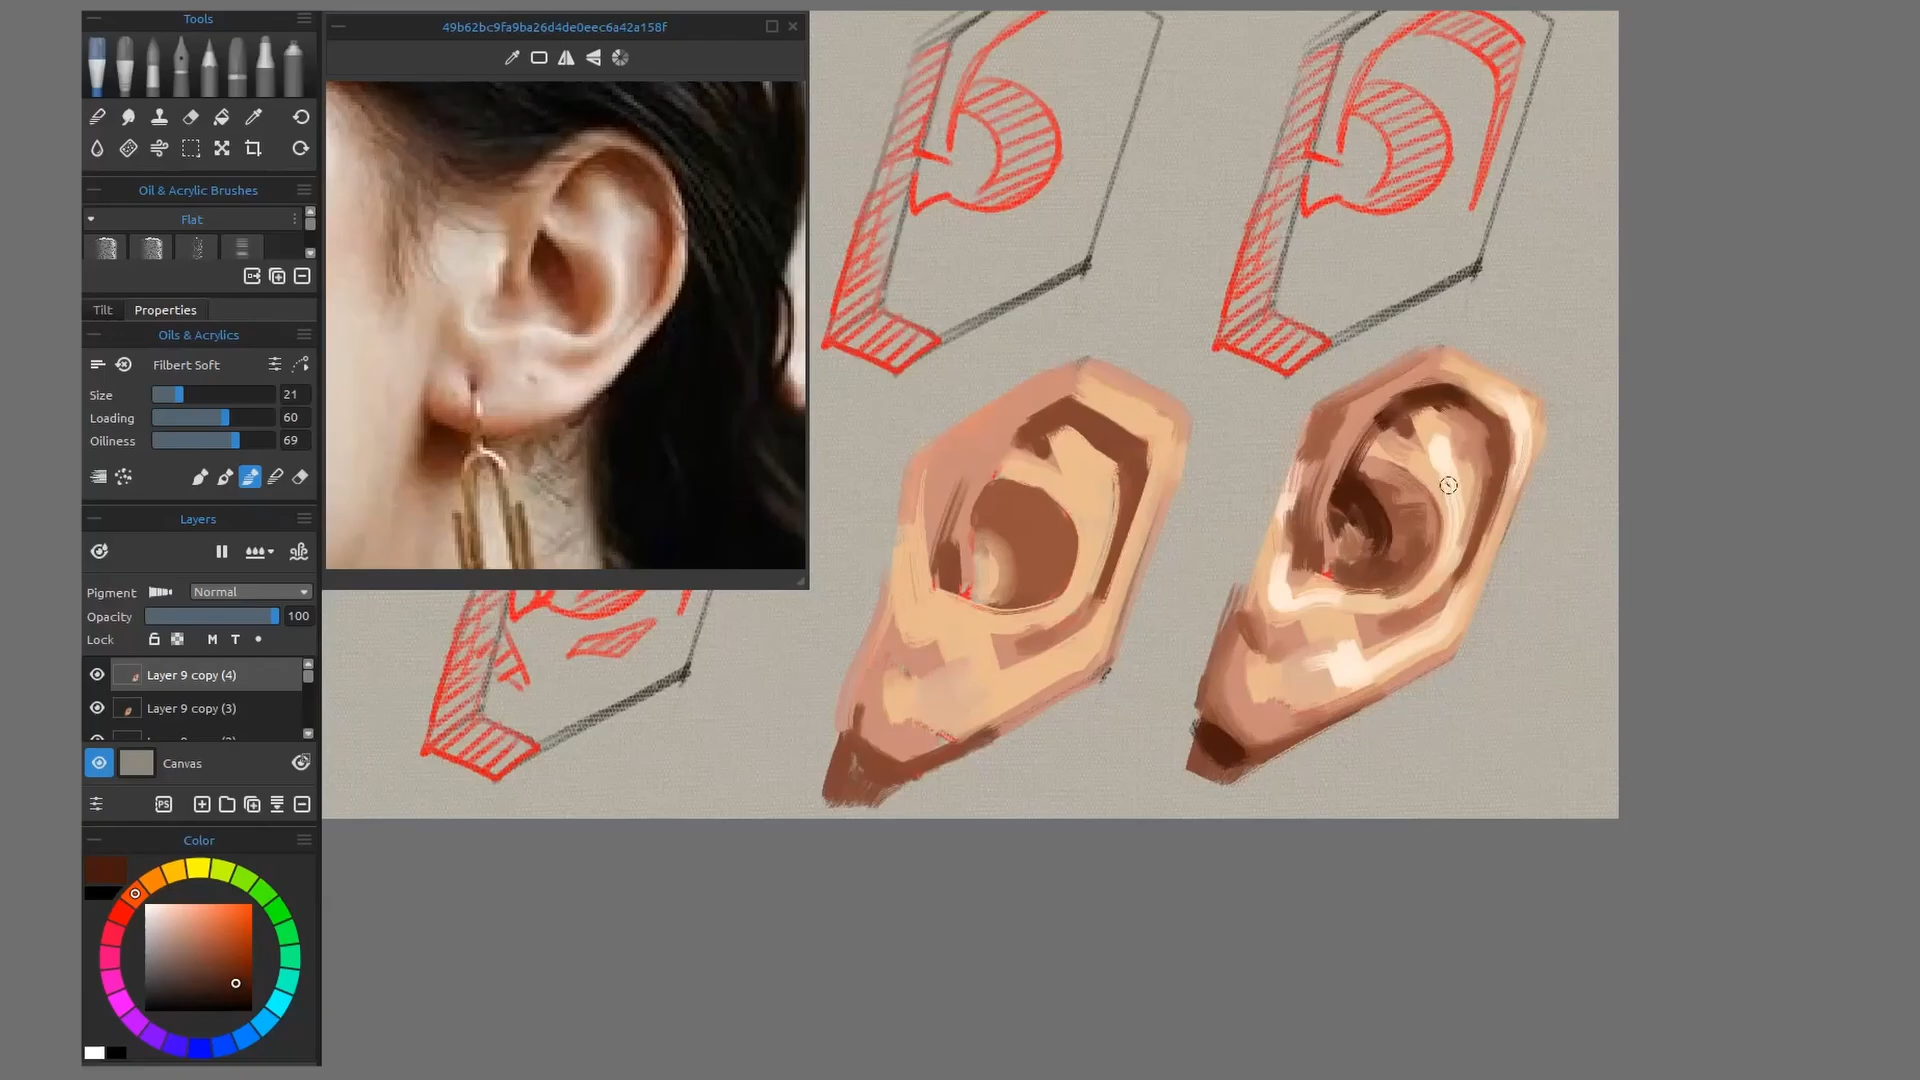 Tools
49b62bc9fa9ba26d4de0eec6a42a158f
Oil & Acrylic Brushes
Flat
Tilt
Properties
Oils & Acrylics
Filbert Soft
Size
21
Loading
60
Oiliness
69
Layers
Pigment
Normal
Opacity
100
Lock
M
T
Layer 9 copy (4)
Layer 9 copy (3)
Canvas
PS
Color